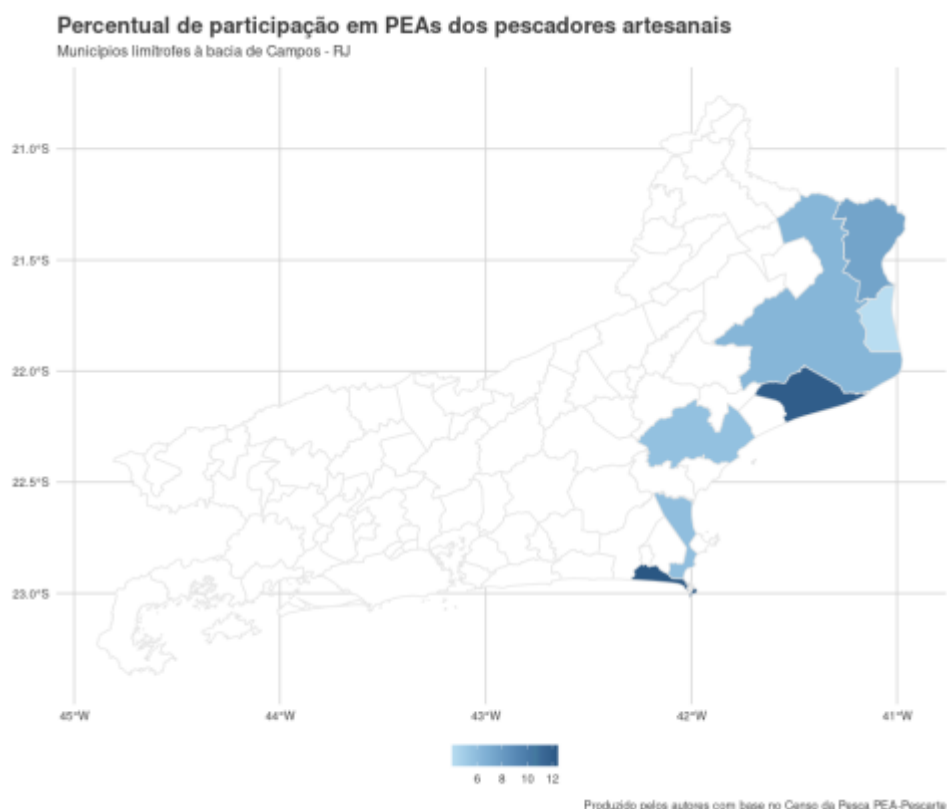 Percentual de participação em PEAs dos pescadores artesanais
Municípios limítrofes à bacia de Campos - RJ
21.0°S
21.5°S
22.0°S
22.5°S
23.0°S
45°W 44°W 43°W 42°W 41°W
6 8 10 12
Produzido pelos autores com base no Censo da Pesca PEA-Pescarte